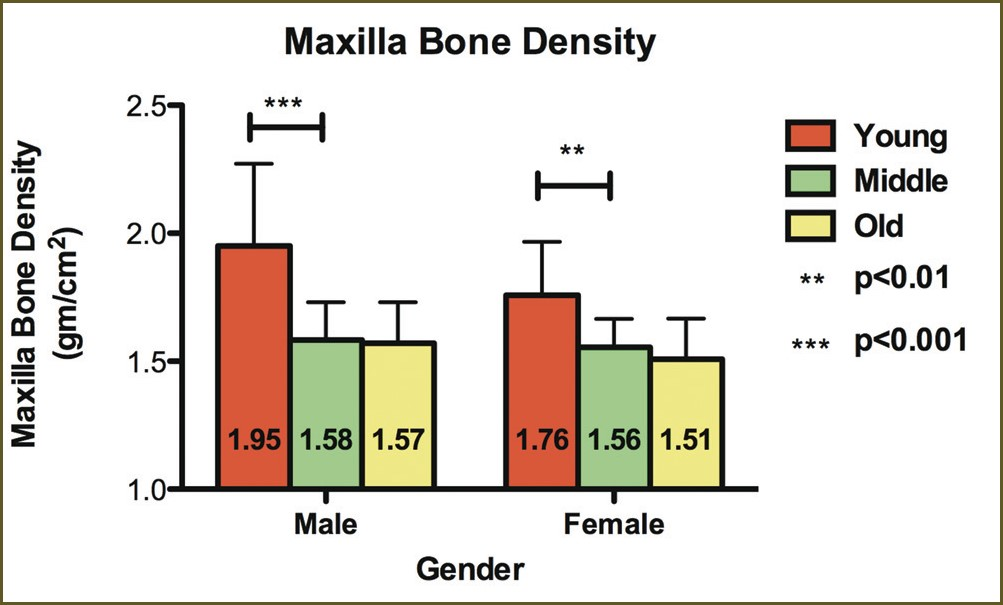 Maxilla Bone Density
Maxilla Bone Density
(gm/cm²)
2.5
2.0
1.5
1.0
***
**
1.95 1.58 1.57 1.76 1.56 1.51
Male Female
Gender
Young
Middle
Old
** p<0.01
*** p<0.001